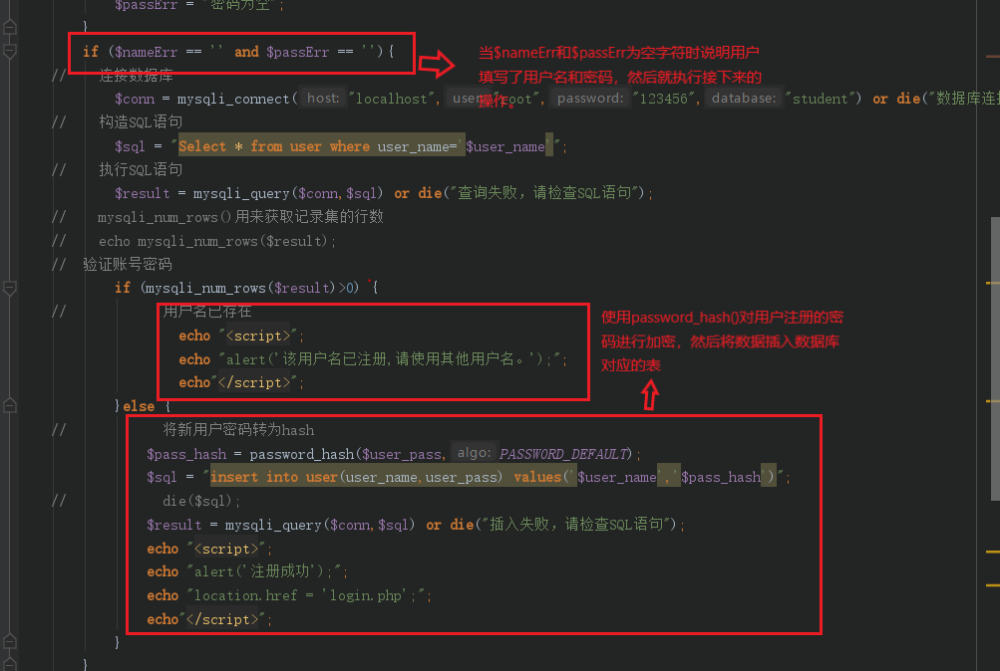 $passErr = "密码为空";
}
if ($nameErr == '' and $passErr == ''){
当$nameErr和$passErr为空字符时说明用户
填写了用户名和密码，然后就执行接下来的
操作。
// 连接数据库
$conn = mysqli_connect( host: "localhost", user: "root", password: "123456", database: "student") or die("数据库连接
// 构造SQL语句
$sql = "Select * from user where user_name='$user_name'";
// 执行SQL语句
$result = mysqli_query($conn,$sql) or die("查询失败，请检查SQL语句");
// mysqli_num_rows()用来获取记录集的行数
// echo mysqli_num_rows($result);
// 验证账号密码
if (mysqli_num_rows($result)>0) {
// 用户名已存在
echo "<script>";
echo "alert('该用户名已注册,请使用其他用户名。');";
echo"</script>";
使用password_hash()对用户注册的密
码进行加密，然后将数据插入数据库
对应的表
}else {
// 将新用户密码转为hash
$pass_hash = password_hash($user_pass, algo: PASSWORD_DEFAULT);
$sql = "insert into user(user_name,user_pass) values('$user_name','$pass_hash')";
// die($sql);
$result = mysqli_query($conn,$sql) or die("插入失败，请检查SQL语句");
echo "<script>";
echo "alert('注册成功');";
echo "location.href = 'login.php';";
echo"</script>";
}
}